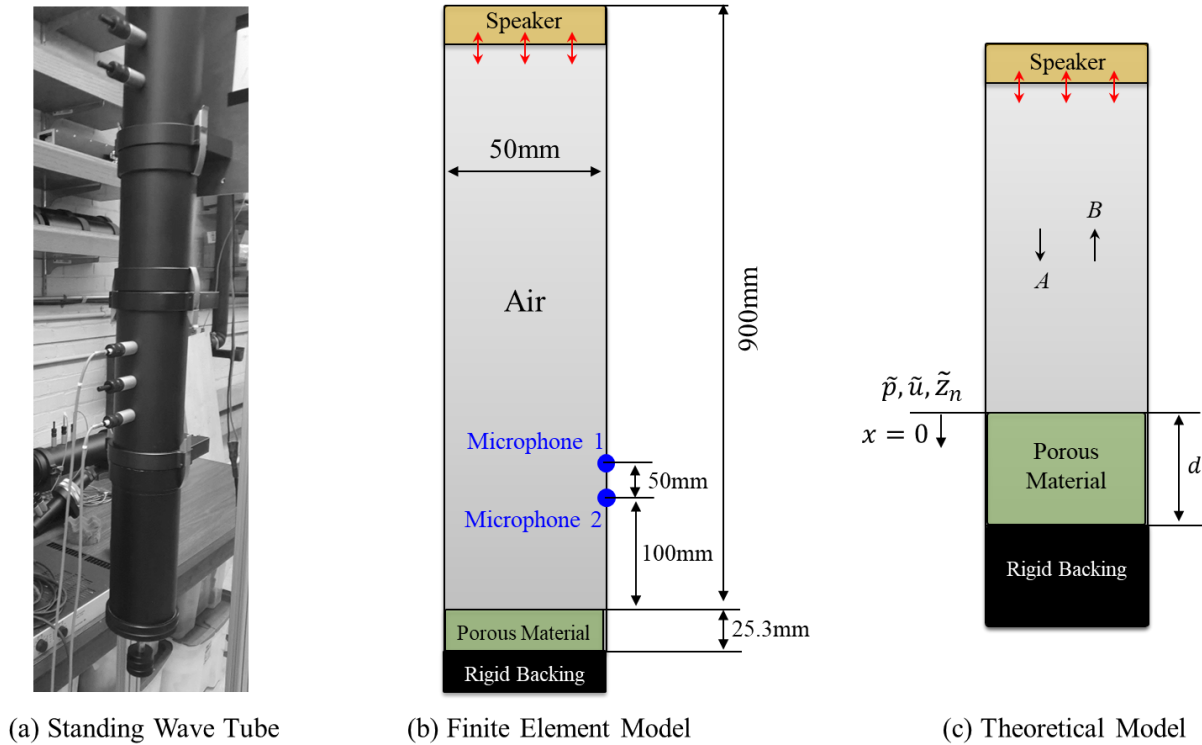 Speaker
50mm
Air
900mm
Microphone 1
50mm
Microphone 2
100mm
Porous Material
25.3mm
Rigid Backing
Speaker
B
A
p̃, ũ, z̃ₙ
x = 0
Porous
Material
d
Rigid Backing
(a) Standing Wave Tube
(b) Finite Element Model
(c) Theoretical Model